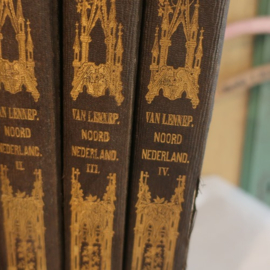 VAN LENNEP.
NOORD
NEDERLAND.
II.
VAN LENNEP.
NOORD
NEDERLAND.
III.
VAN LENNEP.
NOORD
NEDERLAND.
IV.